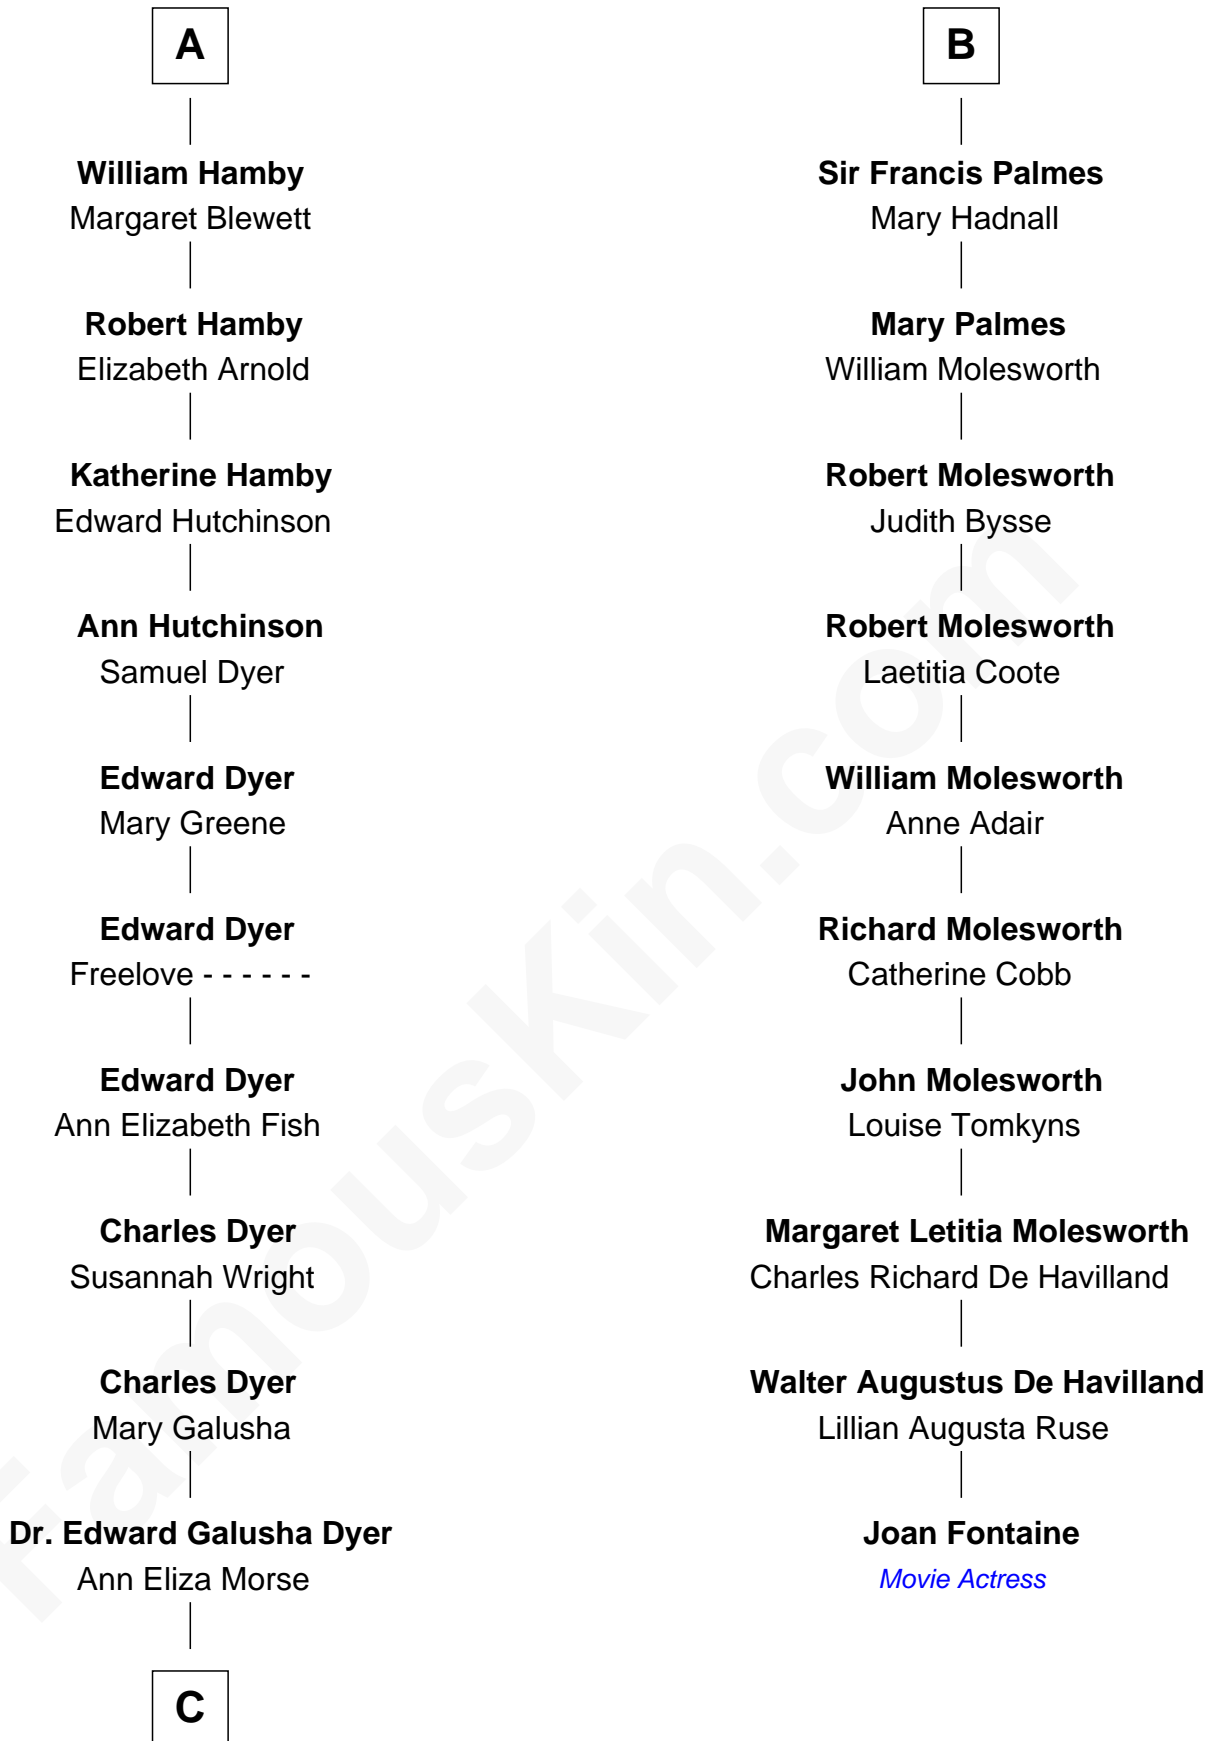 A
William Hamby
Margaret Blewett
Robert Hamby
Elizabeth Arnold
Katherine Hamby
Edward Hutchinson
Ann Hutchinson
Samuel Dyer
Edward Dyer
Mary Greene
Edward Dyer
Freelove - - - - - -
Edward Dyer
Ann Elizabeth Fish
Charles Dyer
Susannah Wright
Charles Dyer
Mary Galusha
Dr. Edward Galusha Dyer
Ann Eliza Morse
C
B
Sir Francis Palmes
Mary Hadnall
Mary Palmes
William Molesworth
Robert Molesworth
Judith Bysse
Robert Molesworth
Laetitia Coote
William Molesworth
Anne Adair
Richard Molesworth
Catherine Cobb
John Molesworth
Louise Tomkyns
Margaret Letitia Molesworth
Charles Richard De Havilland
Walter Augustus De Havilland
Lillian Augusta Ruse
Joan Fontaine
Movie Actress
FamousKin.com